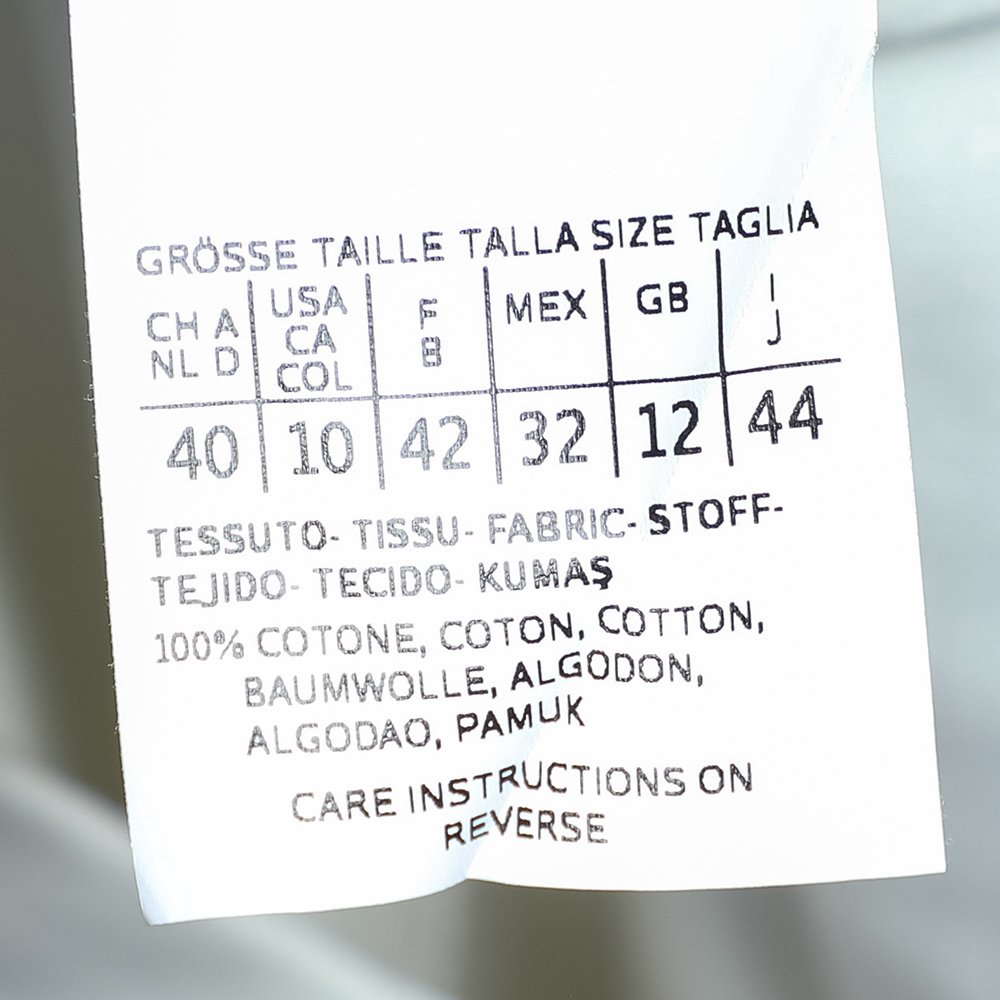 GRÖSSE TAILLE TALLA SIZE TAGLIA
CH A USA F MEX GB I
NL D CA B J
COL
40 10 42 32 12 44
TESSUTO- TISSU- FABRIC- STOFF-
TEJIDO- TECIDO- KUMAŞ
100% COTONE, COTON, COTTON,
BAUMWOLLE, ALGODON,
ALGODAO, PAMUK
CARE INSTRUCTIONS ON
REVERSE